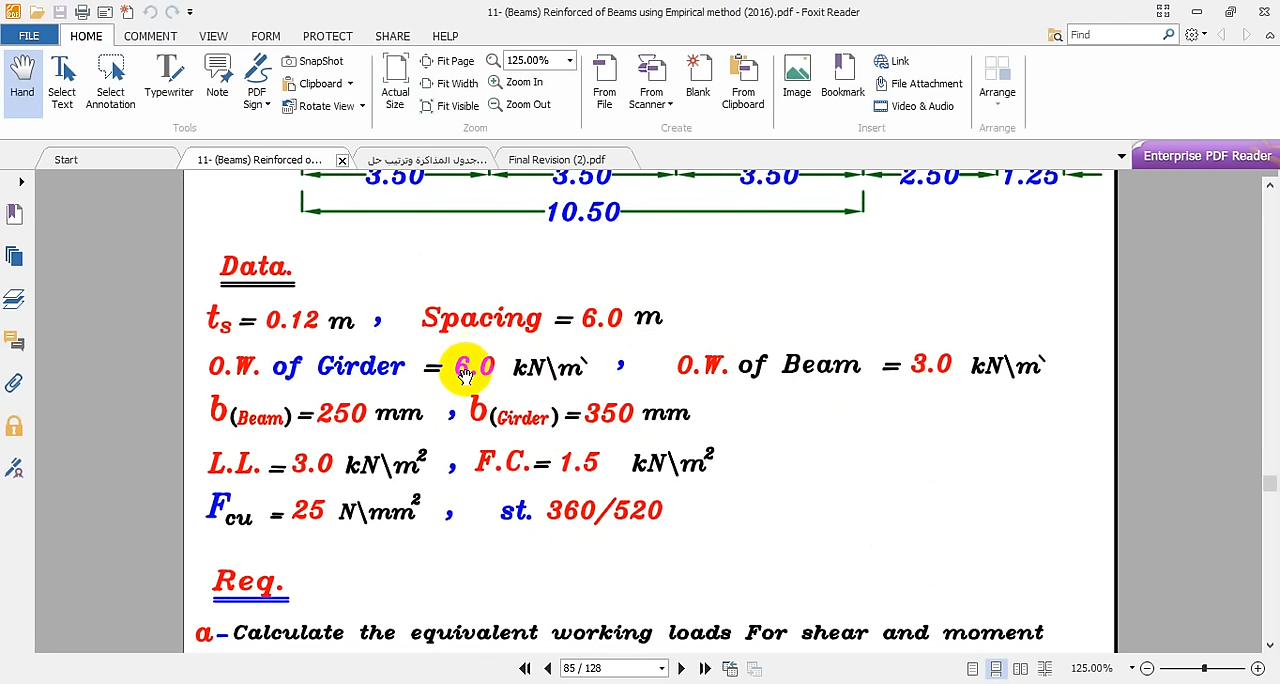 11- (Beams) Reinforced of Beams using Empirical method (2016).pdf - Foxit Reader
FILE HOME COMMENT VIEW FORM PROTECT SHARE HELP Find
Hand Select Text Select Annotation Typewriter Note PDF Sign SnapShot Clipboard Rotate View Tools
Actual Size Fit Page Fit Width Fit Visible 125.00% Zoom In Zoom Out Zoom
From File From Scanner Blank From Clipboard Create
Image Bookmark Link File Attachment Video & Audio Insert
Arrange Arrange
Start 11- (Beams) Reinforced o... جدول المذاكرة وترتيب حل... Final Revision (2).pdf Enterprise PDF Reader
3.50 3.50 3.50 2.50 1.25
10.50
Data.
ts = 0.12 m , Spacing = 6.0 m
O.W. of Girder = 6.0 kN\m` , O.W. of Beam = 3.0 kN\m`
b(Beam) = 250 mm , b(Girder) = 350 mm
L.L. = 3.0 kN\m² , F.C. = 1.5 kN\m²
Fcu = 25 N\mm² , st. 360/520
Req.
a- Calculate the equivalent working loads For shear and moment
85 / 128 125.00%